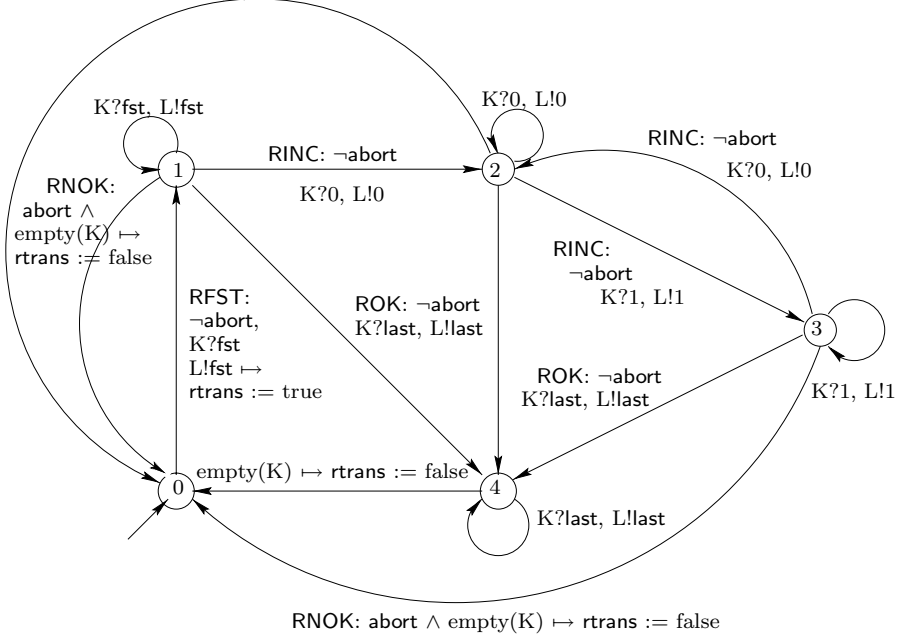 K?fst, L!fst
K?0, L!0
RINC: ¬abort
K?0, L!0
RINC: ¬abort
K?0, L!0
1
2
RNOK:
abort ∧
empty(K) ↦
rtrans := false
RINC:
¬abort
K?1, L!1
RFST:
¬abort,
K?fst
L!fst ↦
rtrans := true
ROK: ¬abort
K?last, L!last
3
K?1, L!1
ROK: ¬abort
K?last, L!last
empty(K) ↦ rtrans := false
0
4
K?last, L!last
RNOK: abort ∧ empty(K) ↦ rtrans := false